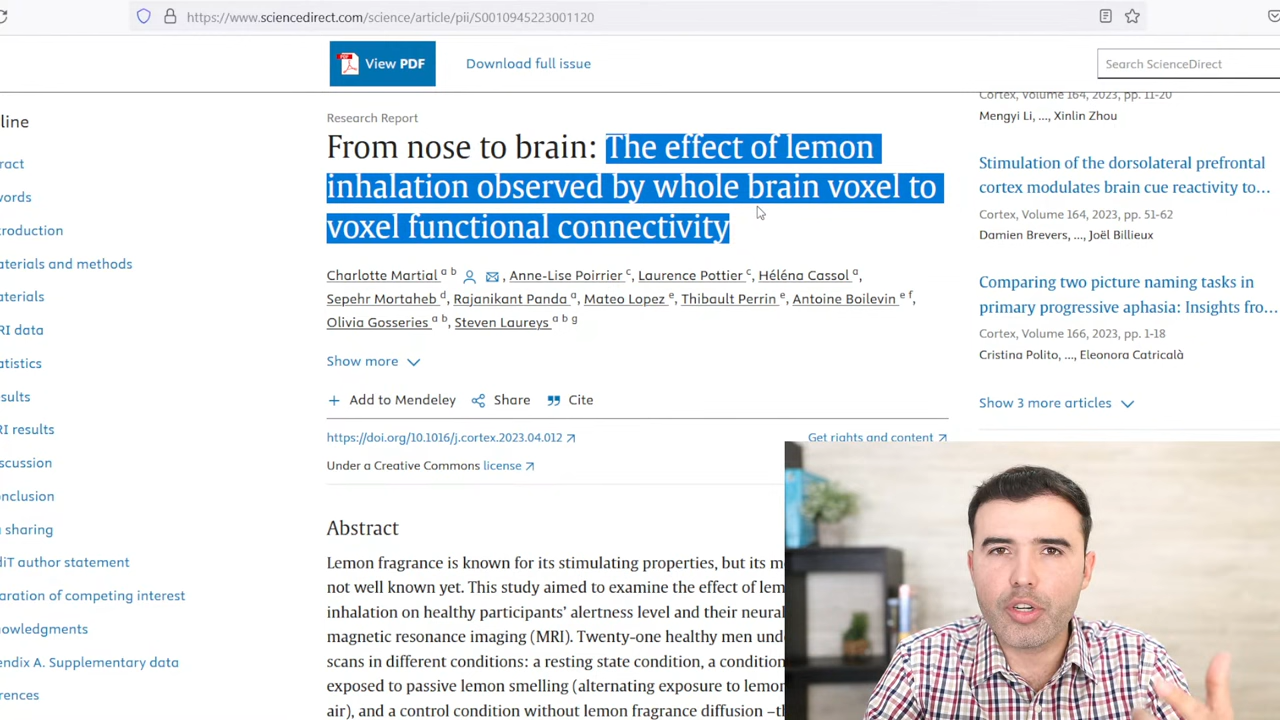 https://www.sciencedirect.com/science/article/pii/S0010945223001120
View PDF
Download full issue
Search ScienceDirect
line
ract
words
roduction
aterials and methods
aterials
RI data
atistics
sults
RI results
scussion
onclusion
a sharing
diT author statement
aration of competing interest
nowledgments
endix A. Supplementary data
rences
Research Report
From nose to brain: The effect of lemon
inhalation observed by whole brain voxel to
voxel functional connectivity
Charlotte Martial a b , Anne-Lise Poirrier c, Laurence Pottier c, Héléna Cassol a,
Sepehr Mortaheb d, Rajanikant Panda a, Mateo Lopez e, Thibault Perrin e, Antoine Boilevin e f,
Olivia Gosseries a b, Steven Laureys a b g
Show more
Add to Mendeley Share Cite
https://doi.org/10.1016/j.cortex.2023.04.012
Get rights and content
Under a Creative Commons license
Abstract
Lemon fragrance is known for its stimulating properties, but its m
not well known yet. This study aimed to examine the effect of lem
inhalation on healthy participants' alertness level and their neural
magnetic resonance imaging (MRI). Twenty-one healthy men und
scans in different conditions: a resting state condition, a condition
exposed to passive lemon smelling (alternating exposure to lemon
air), and a control condition without lemon fragrance diffusion –th
Cortex, Volume 164, 2023, pp. 11-20
Mengyi Li, ..., Xinlin Zhou
Stimulation of the dorsolateral prefrontal
cortex modulates brain cue reactivity to...
Cortex, Volume 164, 2023, pp. 51-62
Damien Brevers, ..., Joël Billieux
Comparing two picture naming tasks in
primary progressive aphasia: Insights fro...
Cortex, Volume 166, 2023, pp. 1-18
Cristina Polito, ..., Eleonora Catricalà
Show 3 more articles